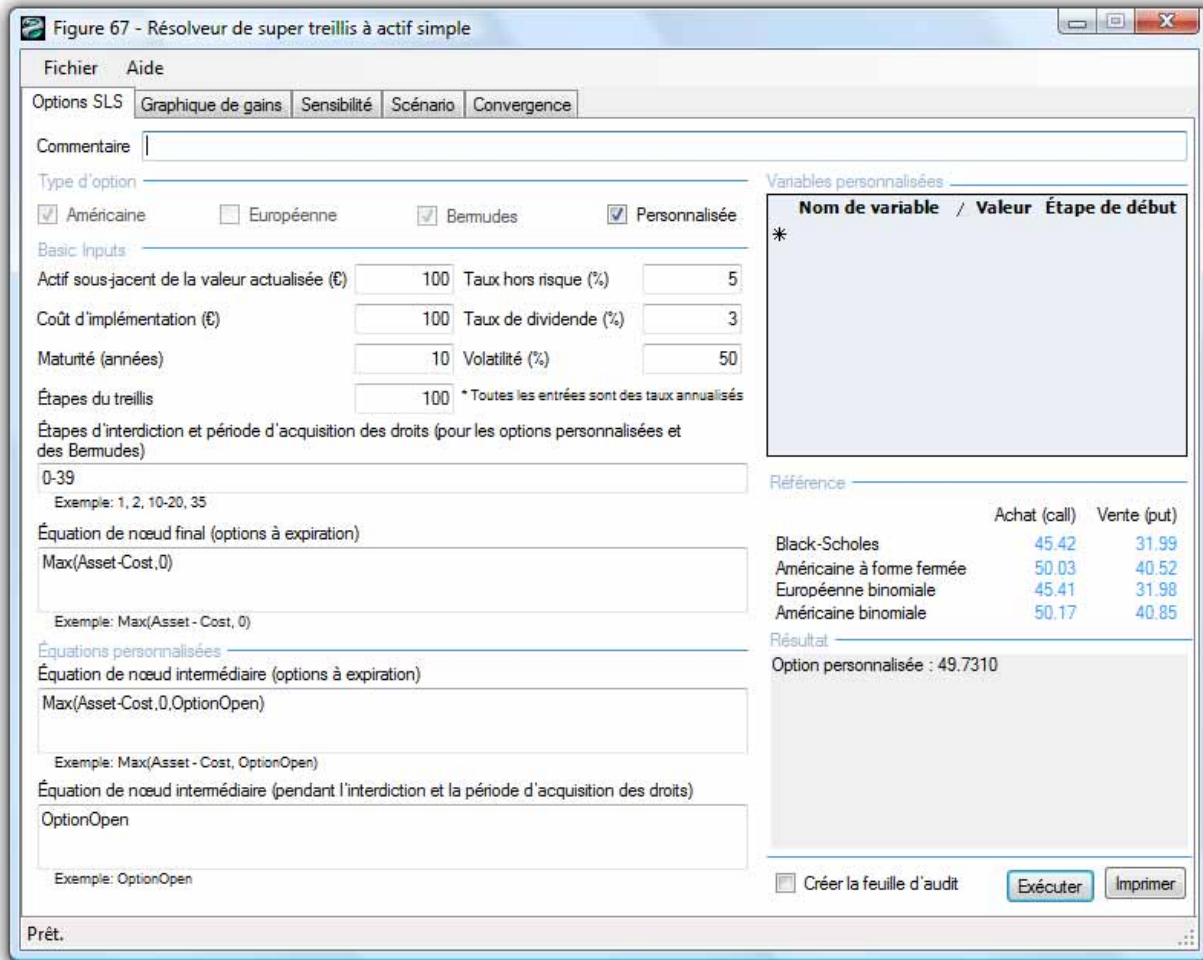 Figure 67 - Résolveur de super treillis à actif simple
Fichier Aide
Options SLS Graphique de gains Sensibilité Scénario Convergence
Commentaire
Type d'option
Américaine Européenne Bermudes Personnalisée
Basic Inputs
Actif sous-jacent de la valeur actualisée (€) 100 Taux hors risque (%) 5
Coût d'implémentation (€) 100 Taux de dividende (%) 3
Maturité (années) 10 Volatilité (%) 50
Étapes du treillis 100 * Toutes les entrées sont des taux annualisés
Étapes d'interdiction et période d'acquisition des droits (pour les options personnalisées et
des Bermudes)
0-39
Exemple: 1, 2, 10-20, 35
Équation de nœud final (options à expiration)
Max(Asset-Cost,0)
Exemple: Max(Asset - Cost, 0)
Équations personnalisées
Équation de nœud intermédiaire (options à expiration)
Max(Asset-Cost,0,OptionOpen)
Exemple: Max(Asset - Cost, OptionOpen)
Équation de nœud intermédiaire (pendant l'interdiction et la période d'acquisition des droits)
OptionOpen
Exemple: OptionOpen
Variables personnalisées
Nom de variable / Valeur Étape de début
*
Référence
Achat (call) Vente (put)
Black-Scholes 45.42 31.99
Américaine à forme fermée 50.03 40.52
Européenne binomiale 45.41 31.98
Américaine binomiale 50.17 40.85
Résultat
Option personnalisée : 49.7310
Créer la feuille d'audit Exécuter Imprimer
Prêt.